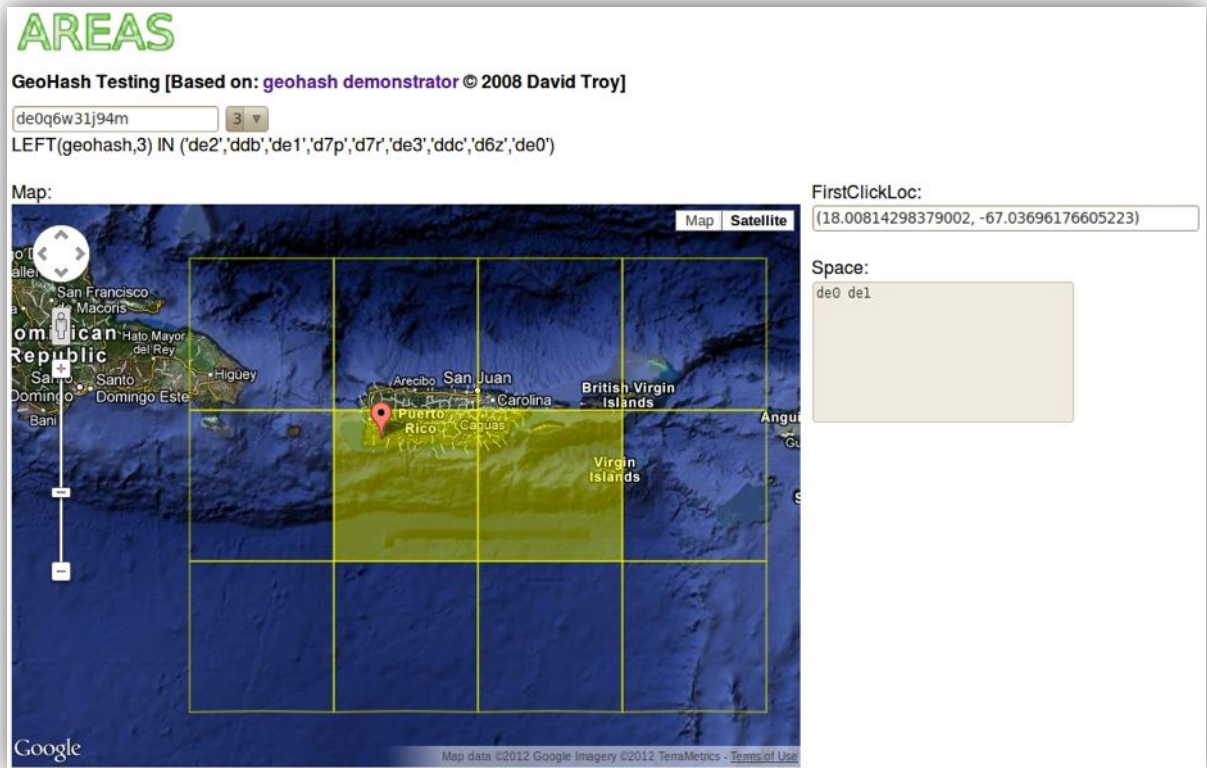 AREAS
GeoHash Testing [Based on: geohash demonstrator © 2008 David Troy]
de0q6w31j94m
3
LEFT(geohash,3) IN ('de2','ddb','de1','d7p','d7r','de3','ddc','d6z','de0')
Map:
FirstClickLoc:
(18.00814298379002, -67.03696176605223)
Space:
de0 de1
Map
Satellite
San Francisco
de Macoris
Hato Mayor
del Rey
Republic
Santo
Domingo
Santo
Domingo Este
Higüey
Bani
Arecibo
San Juan
Carolina
Puerto
Rico
Caguas
British Virgin
Islands
Virgin
Islands
Angui
Google
Map data ©2012 Google Imagery ©2012 TerraMetrics - Terms of Use